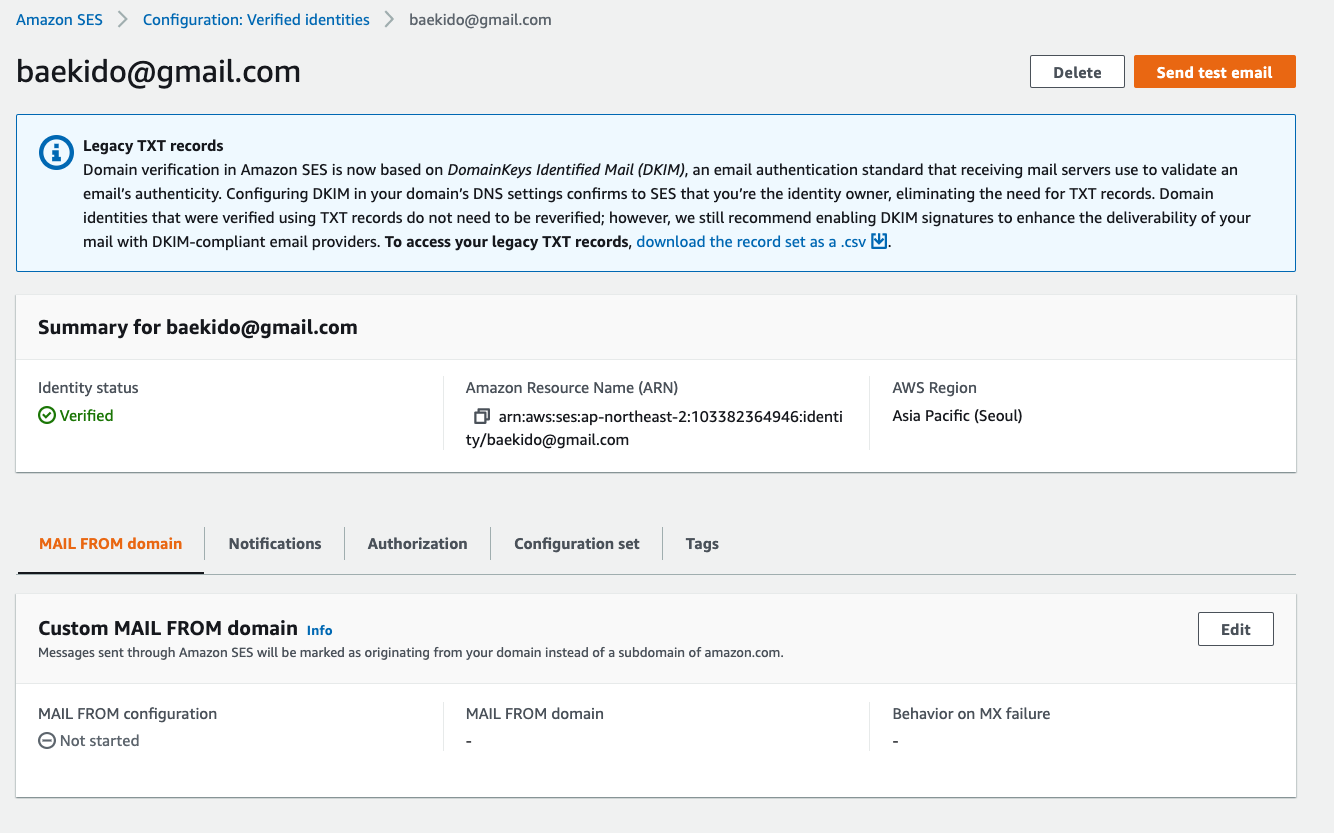 Amazon SES > Configuration: Verified identities > baekido@gmail.com
baekido@gmail.com
Delete
Send test email
Legacy TXT records
Domain verification in Amazon SES is now based on DomainKeys Identified Mail (DKIM), an email authentication standard that receiving mail servers use to validate an
email's authenticity. Configuring DKIM in your domain's DNS settings confirms to SES that you're the identity owner, eliminating the need for TXT records. Domain
identities that were verified using TXT records do not need to be reverified; however, we still recommend enabling DKIM signatures to enhance the deliverability of your
mail with DKIM-compliant email providers. To access your legacy TXT records, download the record set as a .csv.
Summary for baekido@gmail.com
Identity status
Verified
Amazon Resource Name (ARN)
arn:aws:ses:ap-northeast-2:103382364946:identi
ty/baekido@gmail.com
AWS Region
Asia Pacific (Seoul)
MAIL FROM domain
Notifications
Authorization
Configuration set
Tags
Custom MAIL FROM domain Info
Edit
Messages sent through Amazon SES will be marked as originating from your domain instead of a subdomain of amazon.com.
MAIL FROM configuration
Not started
MAIL FROM domain
-
Behavior on MX failure
-